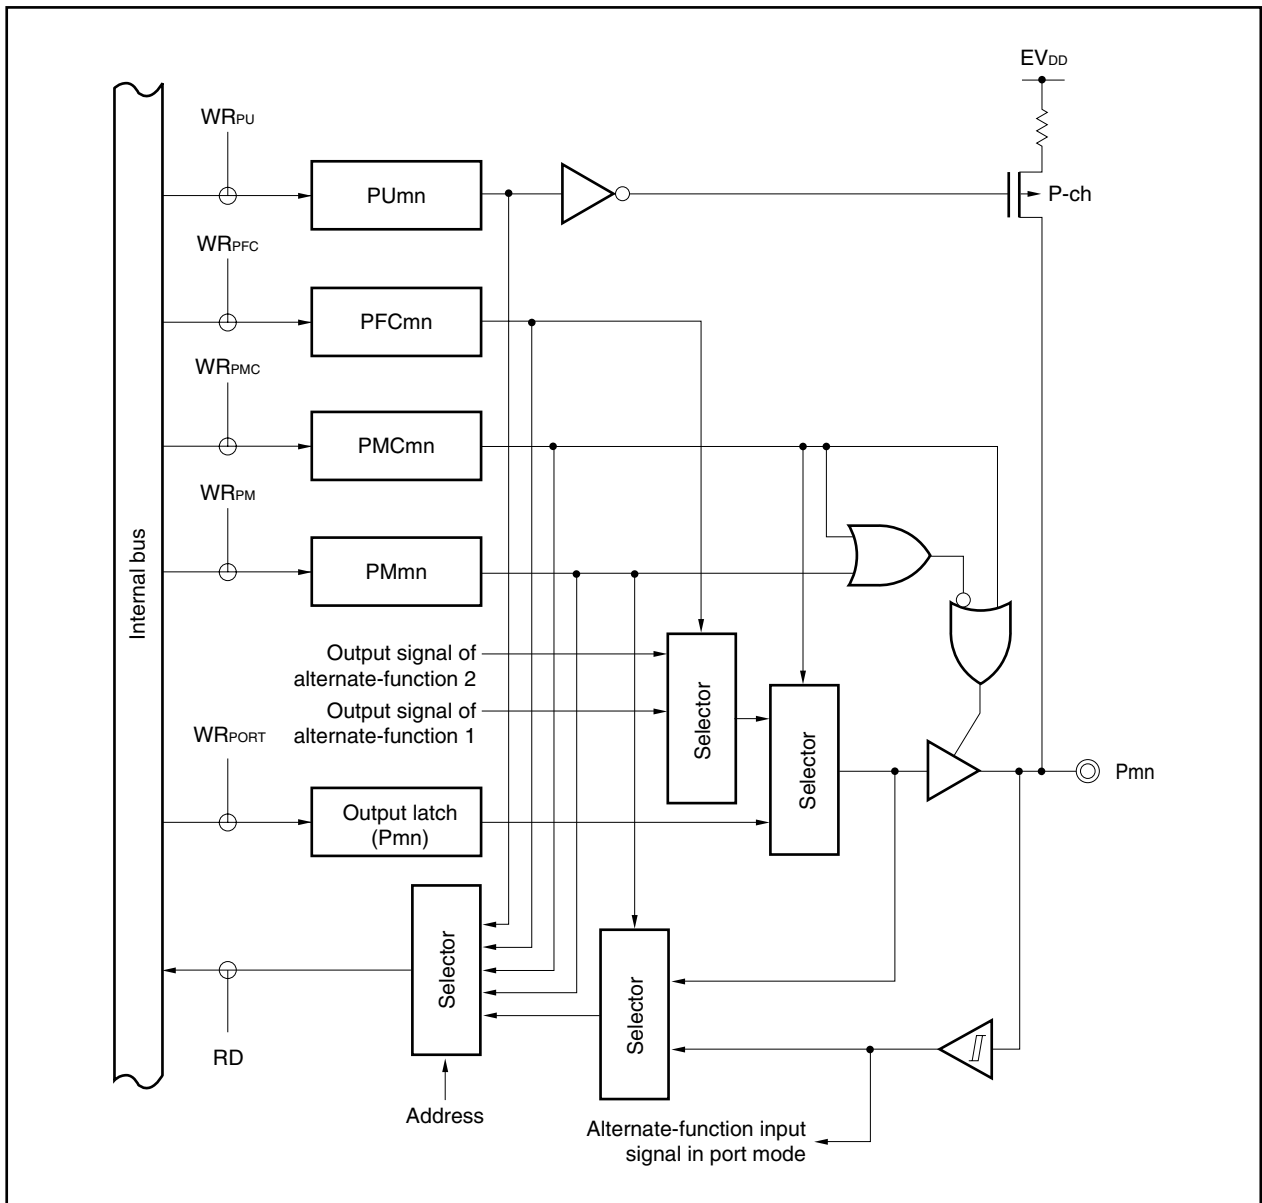 EVDD
WRPU
PUmn
P-ch
WRPFC
PFCmn
WRPMC
PMCmn
WRPM
PMmn
Internal bus
Output signal of
alternate-function 2
Output signal of
alternate-function 1
Selector
Selector
WRPORT
Output latch
(Pmn)
Pmn
Selector
Selector
RD
Address
Alternate-function input
signal in port mode